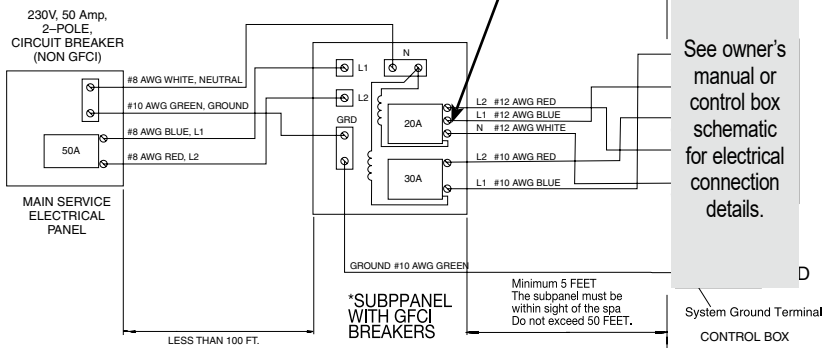 230V, 50 Amp,
2–POLE,
CIRCUIT BREAKER
(NON GFCI)
#8 AWG WHITE, NEUTRAL
#10 AWG GREEN, GROUND
#8 AWG BLUE, L1
50A
#8 AWG RED, L2
MAIN SERVICE
ELECTRICAL
PANEL
LESS THAN 100 FT.
N
L1
L2
GRD
20A
30A
L2 #12 AWG RED
L1 #12 AWG BLUE
N #12 AWG WHITE
L2 #10 AWG RED
L1 #10 AWG BLUE
GROUND #10 AWG GREEN
*SUBPPANEL
WITH GFCI
BREAKERS
Minimum 5 FEET
The subpanel must be
within sight of the spa
Do not exceed 50 FEET.
See owner’s
manual or
control box
schematic
for electrical
connection
details.
D
System Ground Terminal
CONTROL BOX